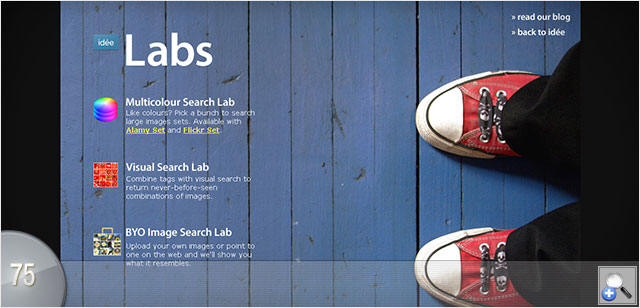 » read our blog
» back to idée
idée
Labs
Multicolour Search Lab
Like colours? Pick a bunch to search
large images sets. Available with
Alamy Set and Flickr Set.
Visual Search Lab
Combine tags with visual search to
return never-before-seen
combinations of images.
BYO Image Search Lab
Upload your own images or point to
one on the web and we'll show you
what it resembles.
75